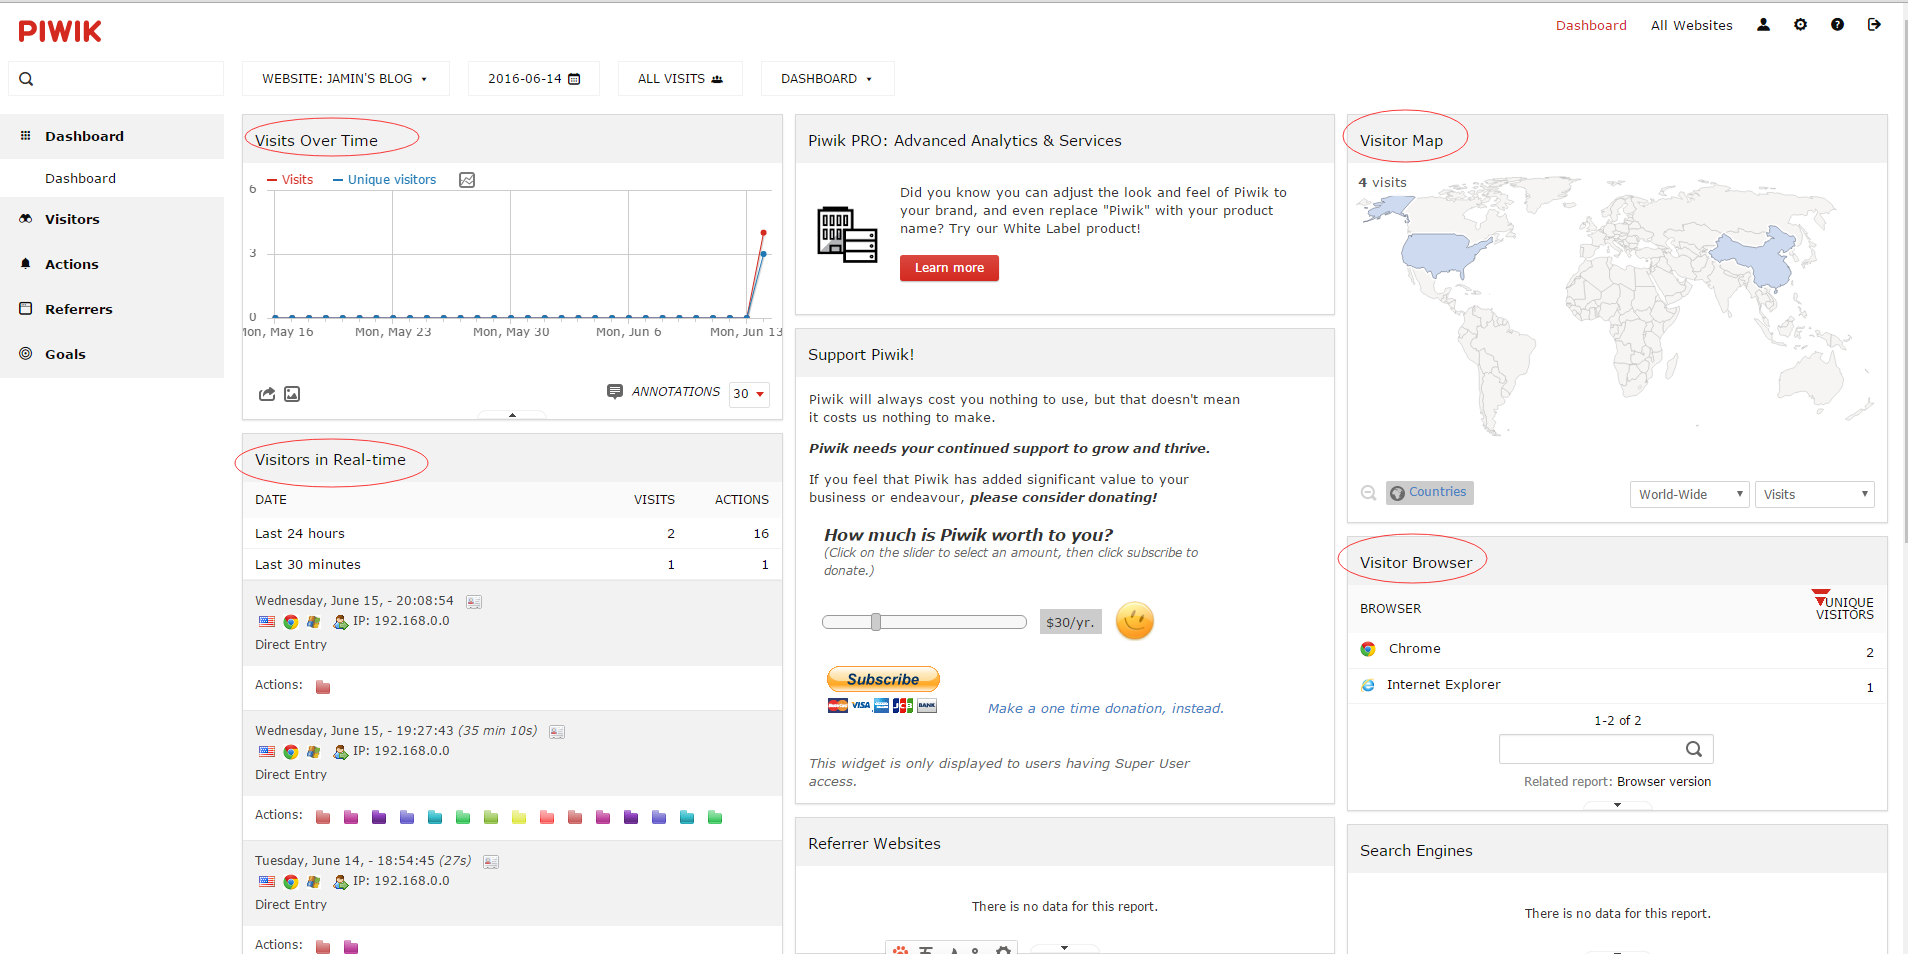 PIWIK
Dashboard
All Websites
WEBSITE: JAMIN'S BLOG
2016-06-14
ALL VISITS
DASHBOARD
Dashboard
Dashboard
Visitors
Actions
Referrers
Goals
Visits Over Time
Visits
Unique visitors
6
3
0
Mon, May 16
Mon, May 23
Mon, May 30
Mon, Jun 6
Mon, Jun 13
ANNOTATIONS
30
Visitors in Real-time
DATE VISITS ACTIONS
Last 24 hours 2 16
Last 30 minutes 1 1
Wednesday, June 15, - 20:08:54
IP: 192.168.0.0
Direct Entry
Actions:
Wednesday, June 15, - 19:27:43 (35 min 10s)
IP: 192.168.0.0
Direct Entry
Actions:
Tuesday, June 14, - 18:54:45 (27s)
IP: 192.168.0.0
Direct Entry
Actions:
Piwik PRO: Advanced Analytics & Services
Did you know you can adjust the look and feel of Piwik to
your brand, and even replace "Piwik" with your product
name? Try our White Label product!
Learn more
Support Piwik!
Piwik will always cost you nothing to use, but that doesn't mean
it costs us nothing to make.
Piwik needs your continued support to grow and thrive.
If you feel that Piwik has added significant value to your
business or endeavour, please consider donating!
How much is Piwik worth to you?
(Click on the slider to select an amount, then click subscribe to
donate.)
$30/yr.
Subscribe
VISA
JCB
BANK
Make a one time donation, instead.
This widget is only displayed to users having Super User
access.
Referrer Websites
There is no data for this report.
Visitor Map
4 visits
Countries
World-Wide
Visits
Visitor Browser
BROWSER
UNIQUE
VISITORS
Chrome 2
Internet Explorer 1
1-2 of 2
Related report: Browser version
Search Engines
There is no data for this report.